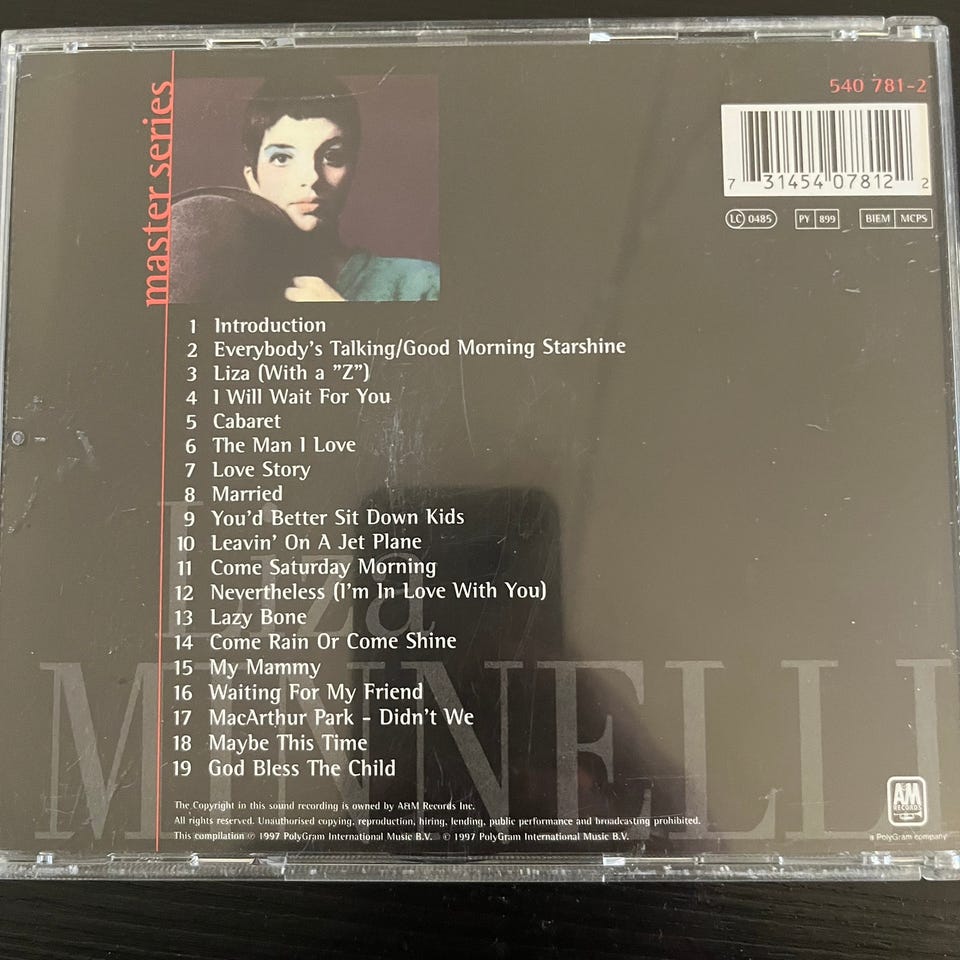 master series
540 781-2
7 31454 07812 2
LC 0485 PY 899 BIEM MCPS
1 Introduction
2 Everybody's Talking/Good Morning Starshine
3 Liza (With a "Z")
4 I Will Wait For You
5 Cabaret
6 The Man I Love
7 Love Story
8 Married
9 You'd Better Sit Down Kids
10 Leavin' On A Jet Plane
11 Come Saturday Morning
12 Nevertheless (I'm In Love With You)
13 Lazy Bone
14 Come Rain Or Come Shine
15 My Mammy
16 Waiting For My Friend
17 MacArthur Park - Didn't We
18 Maybe This Time
19 God Bless The Child
Liza
MINNELLI
The Copyright in this sound recording is owned by A&M Records Inc.
All rights reserved. Unauthorised copying, reproduction, hiring, lending, public performance and broadcasting prohibited.
This compilation ℗ 1997 PolyGram International Music B.V. © 1997 PolyGram International Music B.V.
A&M
RECORDS
a PolyGram company